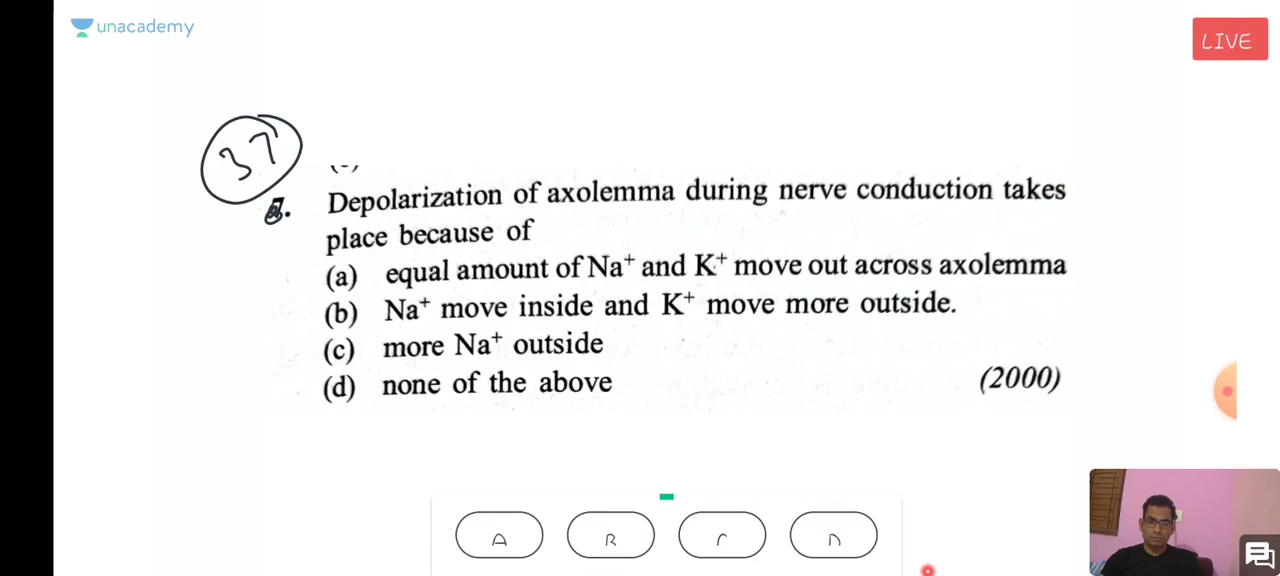 unacademy
LIVE
37
7.
Depolarization of axolemma during nerve conduction takes
place because of
(a) equal amount of Na⁺ and K⁺ move out across axolemma
(b) Na⁺ move inside and K⁺ move more outside.
(c) more Na⁺ outside
(d) none of the above (2000)
A B C D